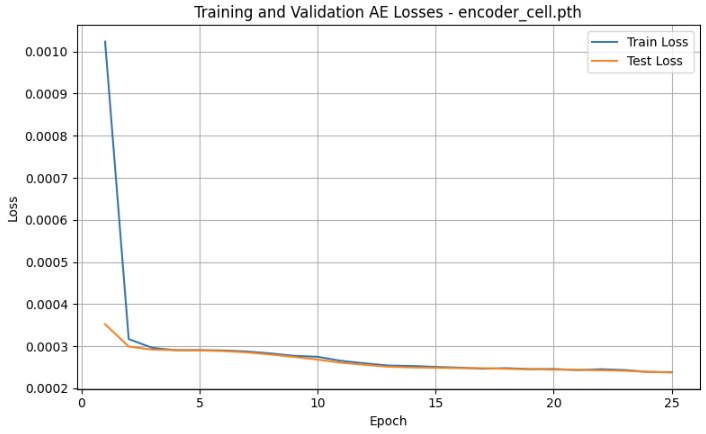 Training and Validation AE Losses - encoder_cell.pth
Train Loss
Test Loss
0.0010
0.0009
0.0008
0.0007
0.0006
0.0005
0.0004
0.0003
0.0002
Loss
0 5 10 15 20 25
Epoch